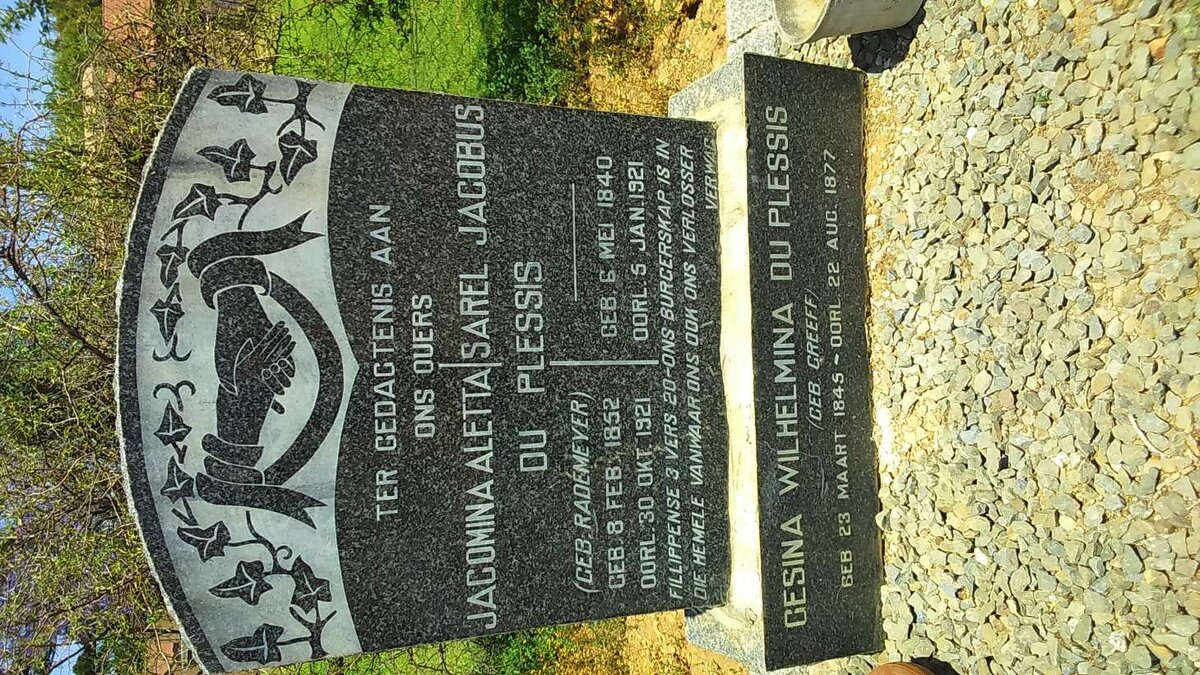 TER GEDAGTENIS AAN
ONS OUERS
JACOMINA ALETTA SAREL JACOBUS
DU PLESSIS
(GEB RADEMEYER)
GEB 8 FEB 1852
OORL 30 OKT 1921
GEB 6 MEI 1840
OORL 5 JAN.1921
FILLIPPENSE 3 VERS 20-ONS BURGERSKAP IS IN
DIE HEMELE VANWAAR ONS OOK ONS VERLOSSER
VERWAG
GESINA WILHELMINA DU PLESSIS
(GEB GREEFF)
GEB 23 MAART 1845 ~ OORL 22 AUG. 1877